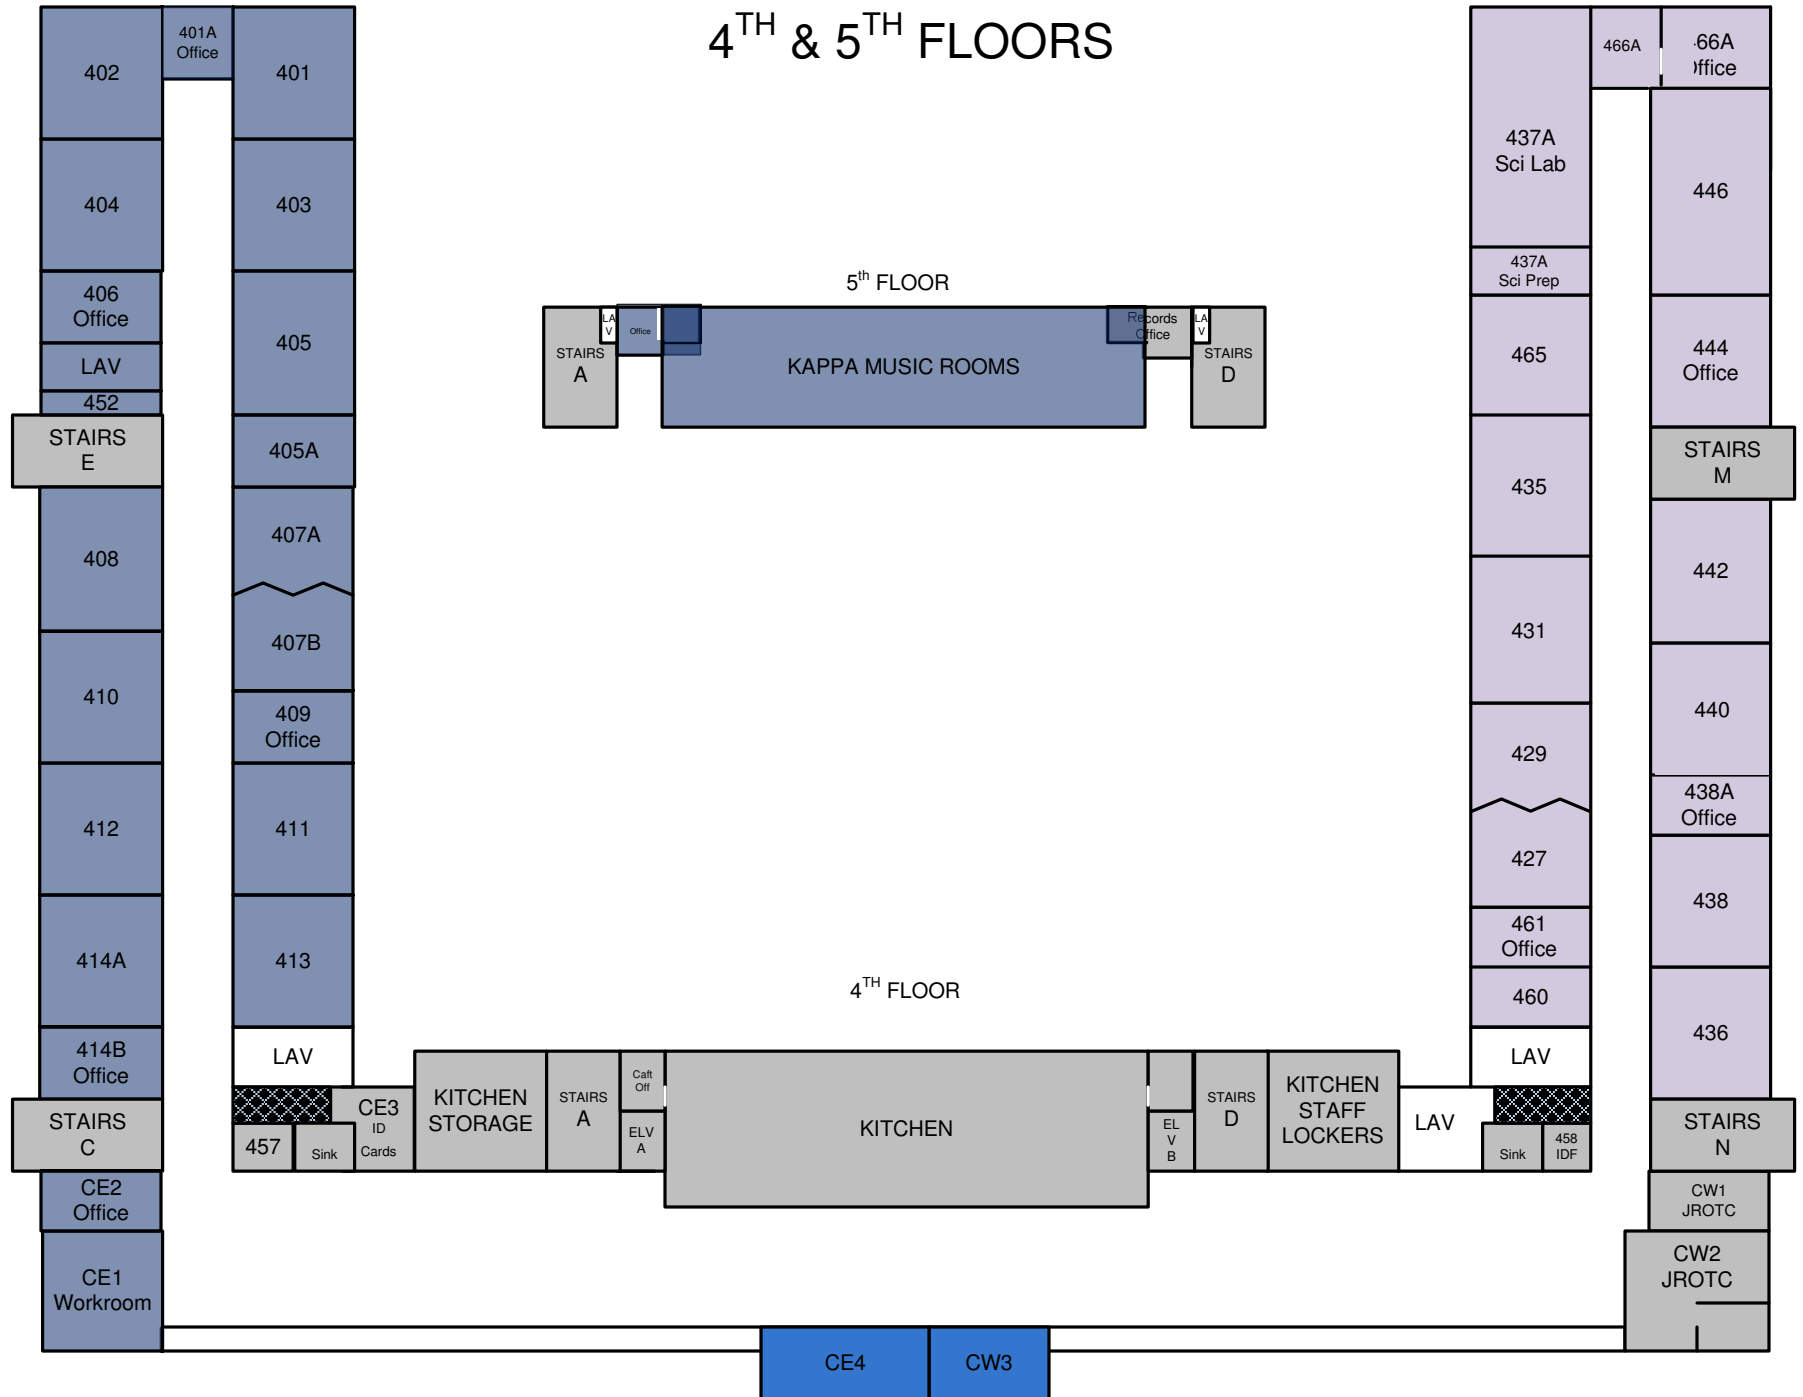 4TH & 5TH FLOORS
402
401A
Office
401
404
403
406
Office
405
LAV
452
STAIRS
E
405A
408
407A
407B
410
409
Office
412
411
414A
413
414B
Office
LAV
STAIRS
C
457
Sink
CE3
ID
Cards
CE2
Office
CE1
Workroom
5th FLOOR
STAIRS
A
LA
V
Office
KAPPA MUSIC ROOMS
Records
Office
LA
V
STAIRS
D
4TH FLOOR
KITCHEN
STORAGE
STAIRS
A
Caft
Off
ELV
A
KITCHEN
EL
V
B
STAIRS
D
KITCHEN
STAFF
LOCKERS
LAV
CE4
CW3
437A
Sci Lab
466A
66A
ffice
446
437A
Sci Prep
465
444
Office
STAIRS
M
435
442
431
440
429
438A
Office
427
438
461
Office
460
436
LAV
Sink
458
IDF
STAIRS
N
CW1
JROTC
CW2
JROTC